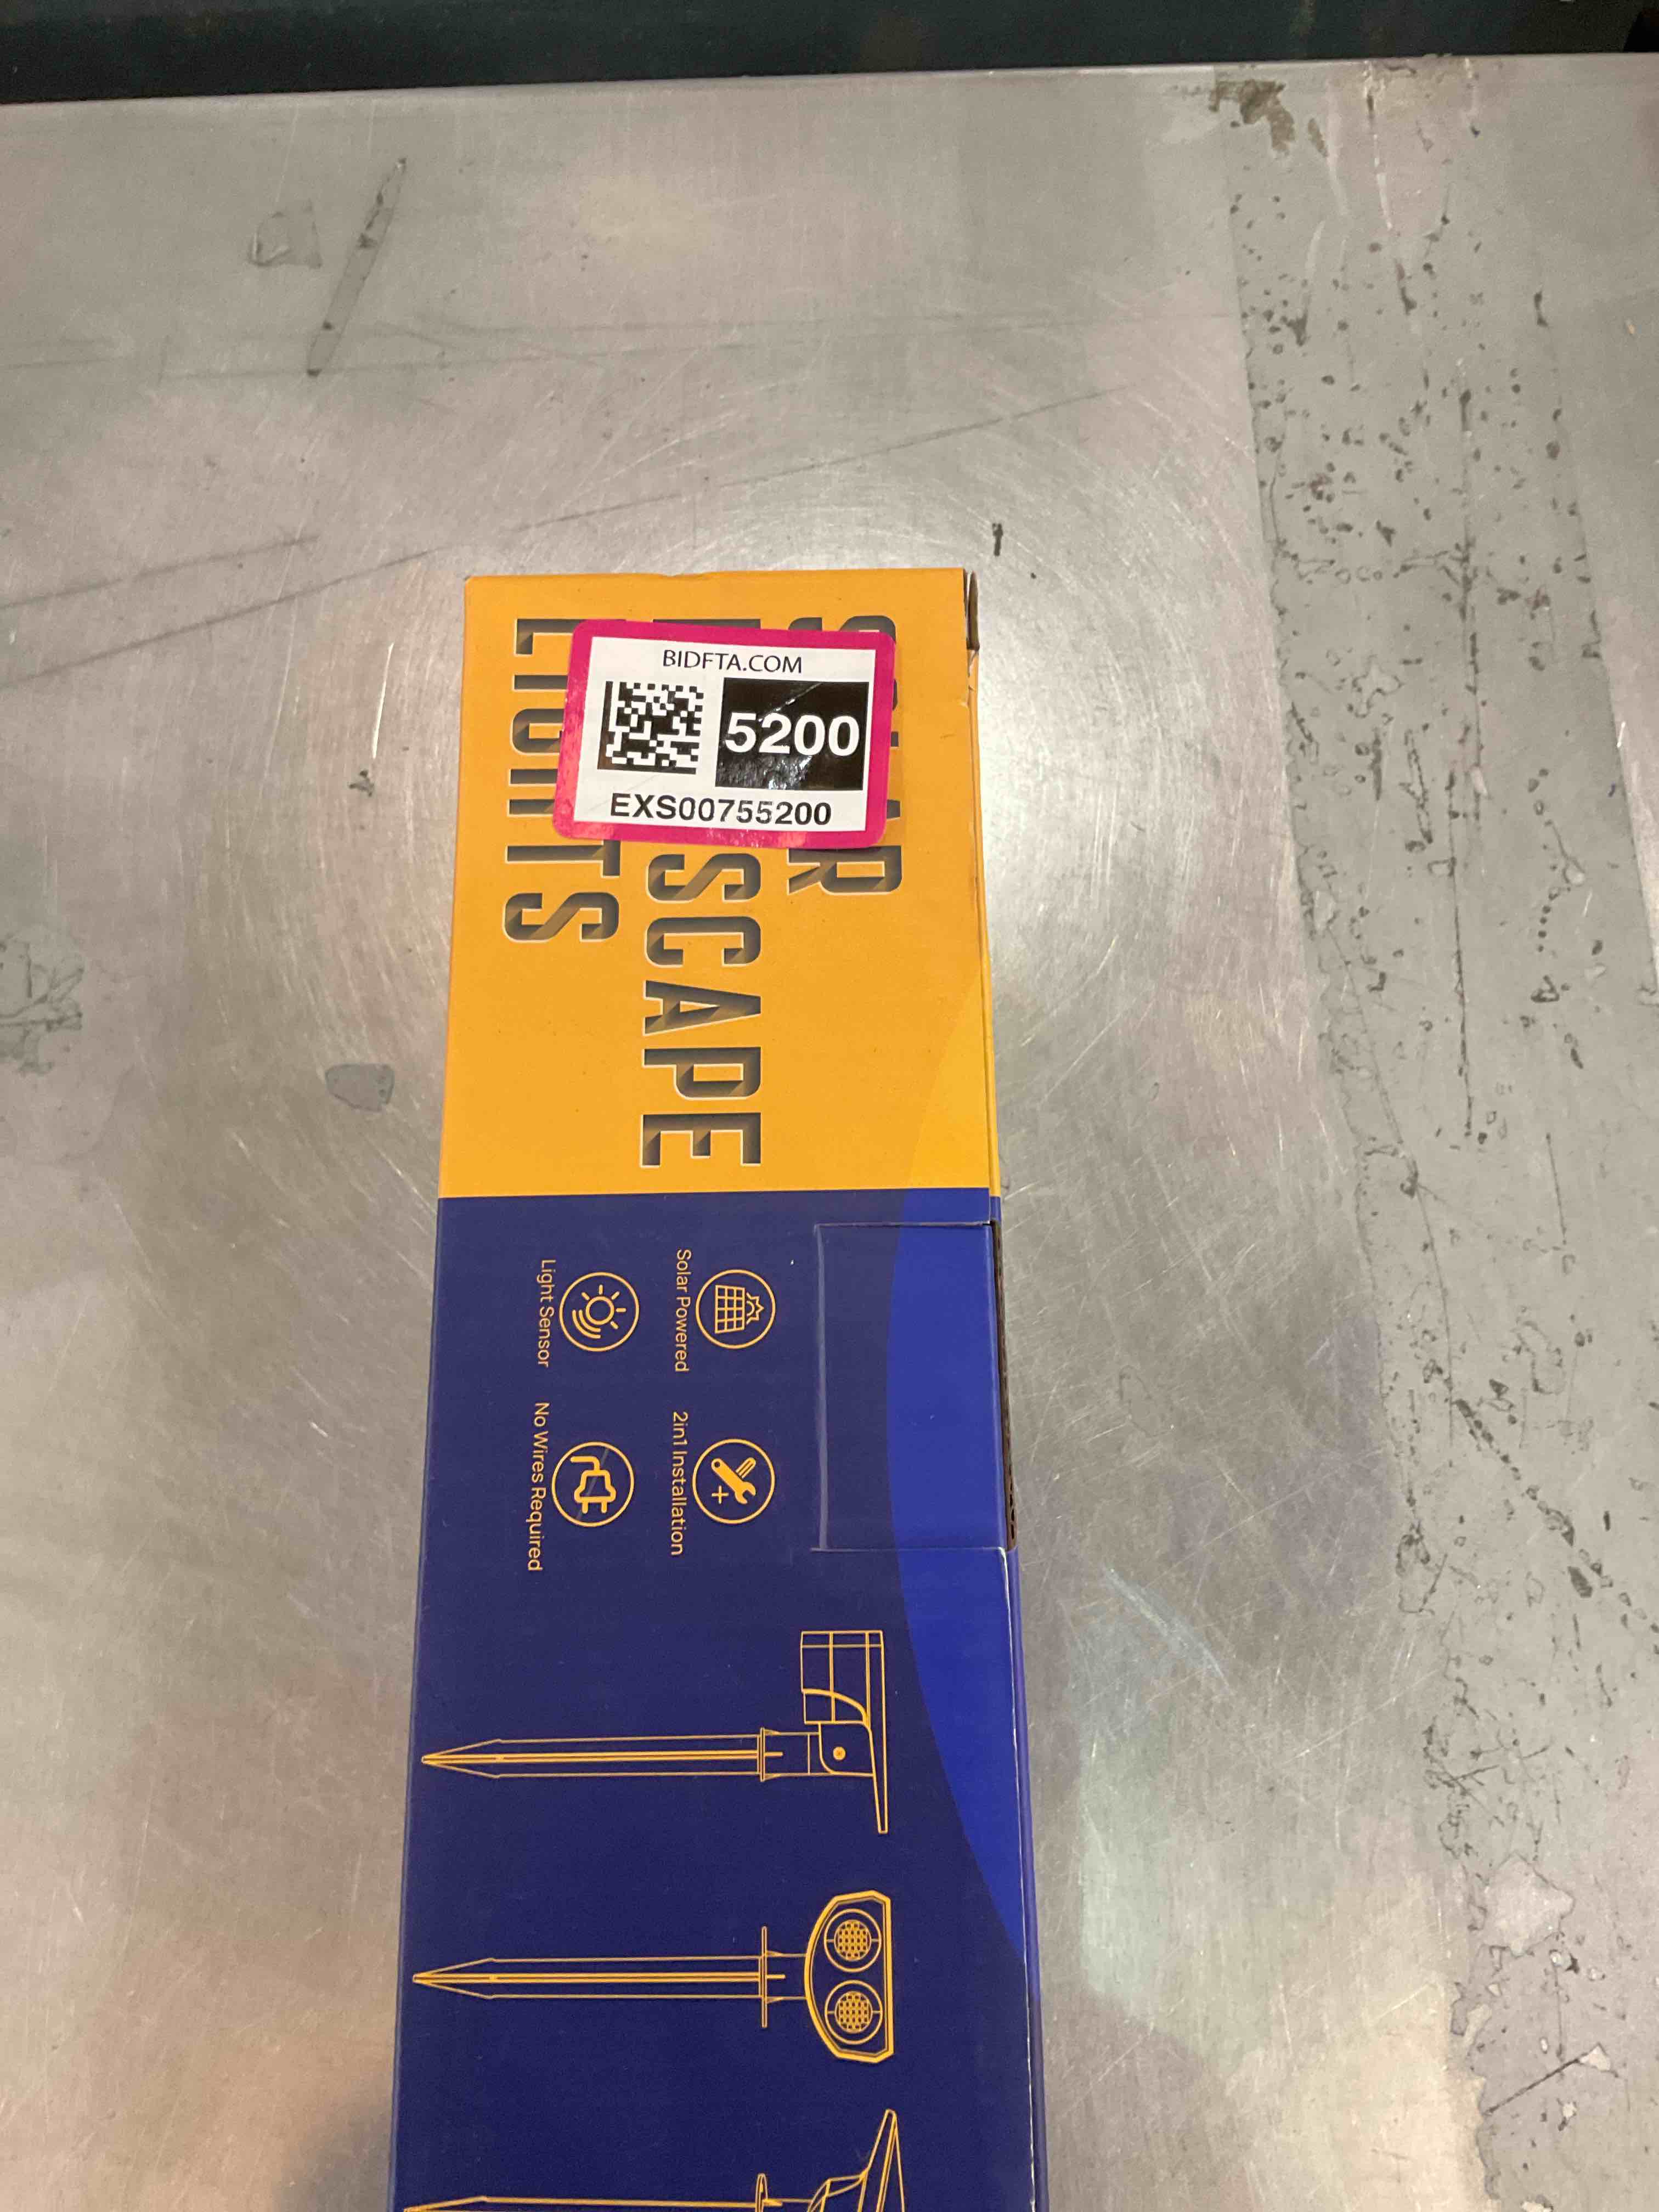 BIDFTA.COM
5200
EXS00755200
SCAPE
LIGHTS
Solar Powered
2in1 Installation
Light Sensor
No Wires Required